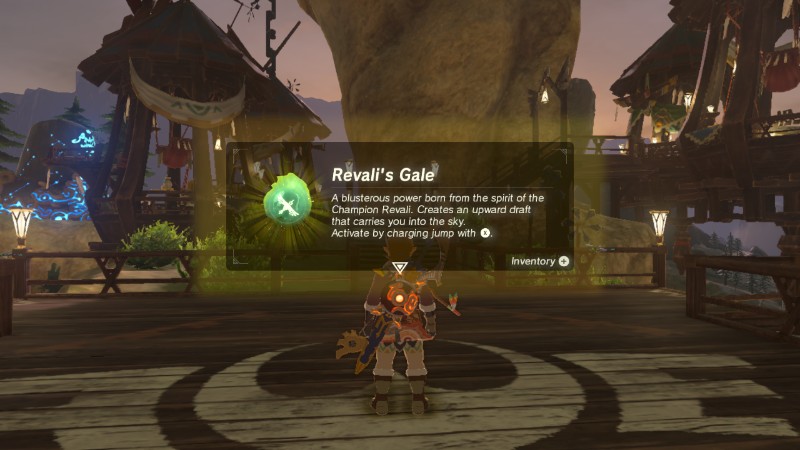 Revali's Gale
A blusterous power born from the spirit of the
Champion Revali. Creates an upward draft
that carries you into the sky.
Activate by charging jump with X.
Inventory +